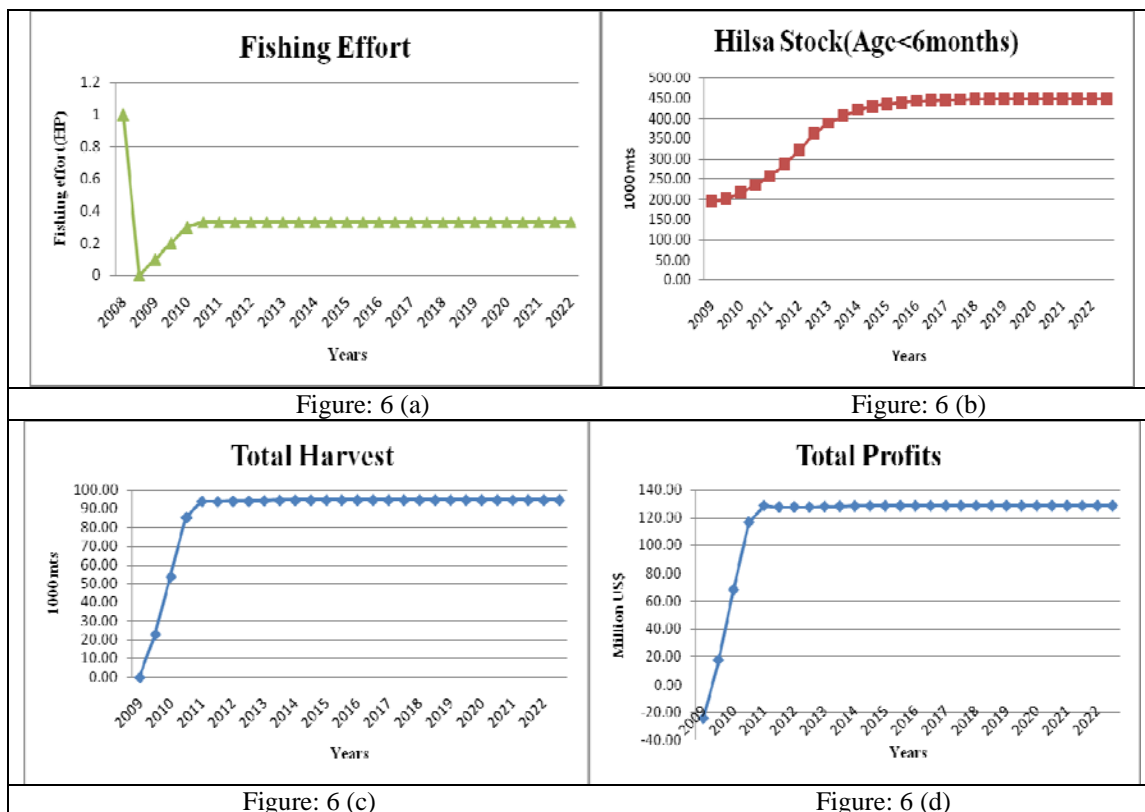 Fishing Effort
1.2
1
0.8
0.6
0.4
0.2
0
Fishing effort(HP)
2008 2009 2010 2011 2012 2013 2014 2015 2016 2017 2018 2019 2020 2021 2022
Years
Hilsa Stock(Age<6months)
500.00
450.00
400.00
350.00
300.00
250.00
200.00
150.00
100.00
50.00
0.00
1000 mts
2009 2010 2011 2012 2013 2014 2015 2016 2017 2018 2019 2020 2021 2022
Years
Figure: 6 (a)
Figure: 6 (b)
Total Harvest
100.00
90.00
80.00
70.00
60.00
50.00
40.00
30.00
20.00
10.00
0.00
1000 mts
2009 2010 2011 2012 2013 2014 2015 2016 2017 2018 2019 2020 2021 2022
Years
Total Profits
140.00
120.00
100.00
80.00
60.00
40.00
20.00
0.00
-20.00
-40.00
Million US$
2009 2010 2011 2012 2013 2014 2015 2016 2017 2018 2019 2020 2021 2022
Years
Figure: 6 (c)
Figure: 6 (d)